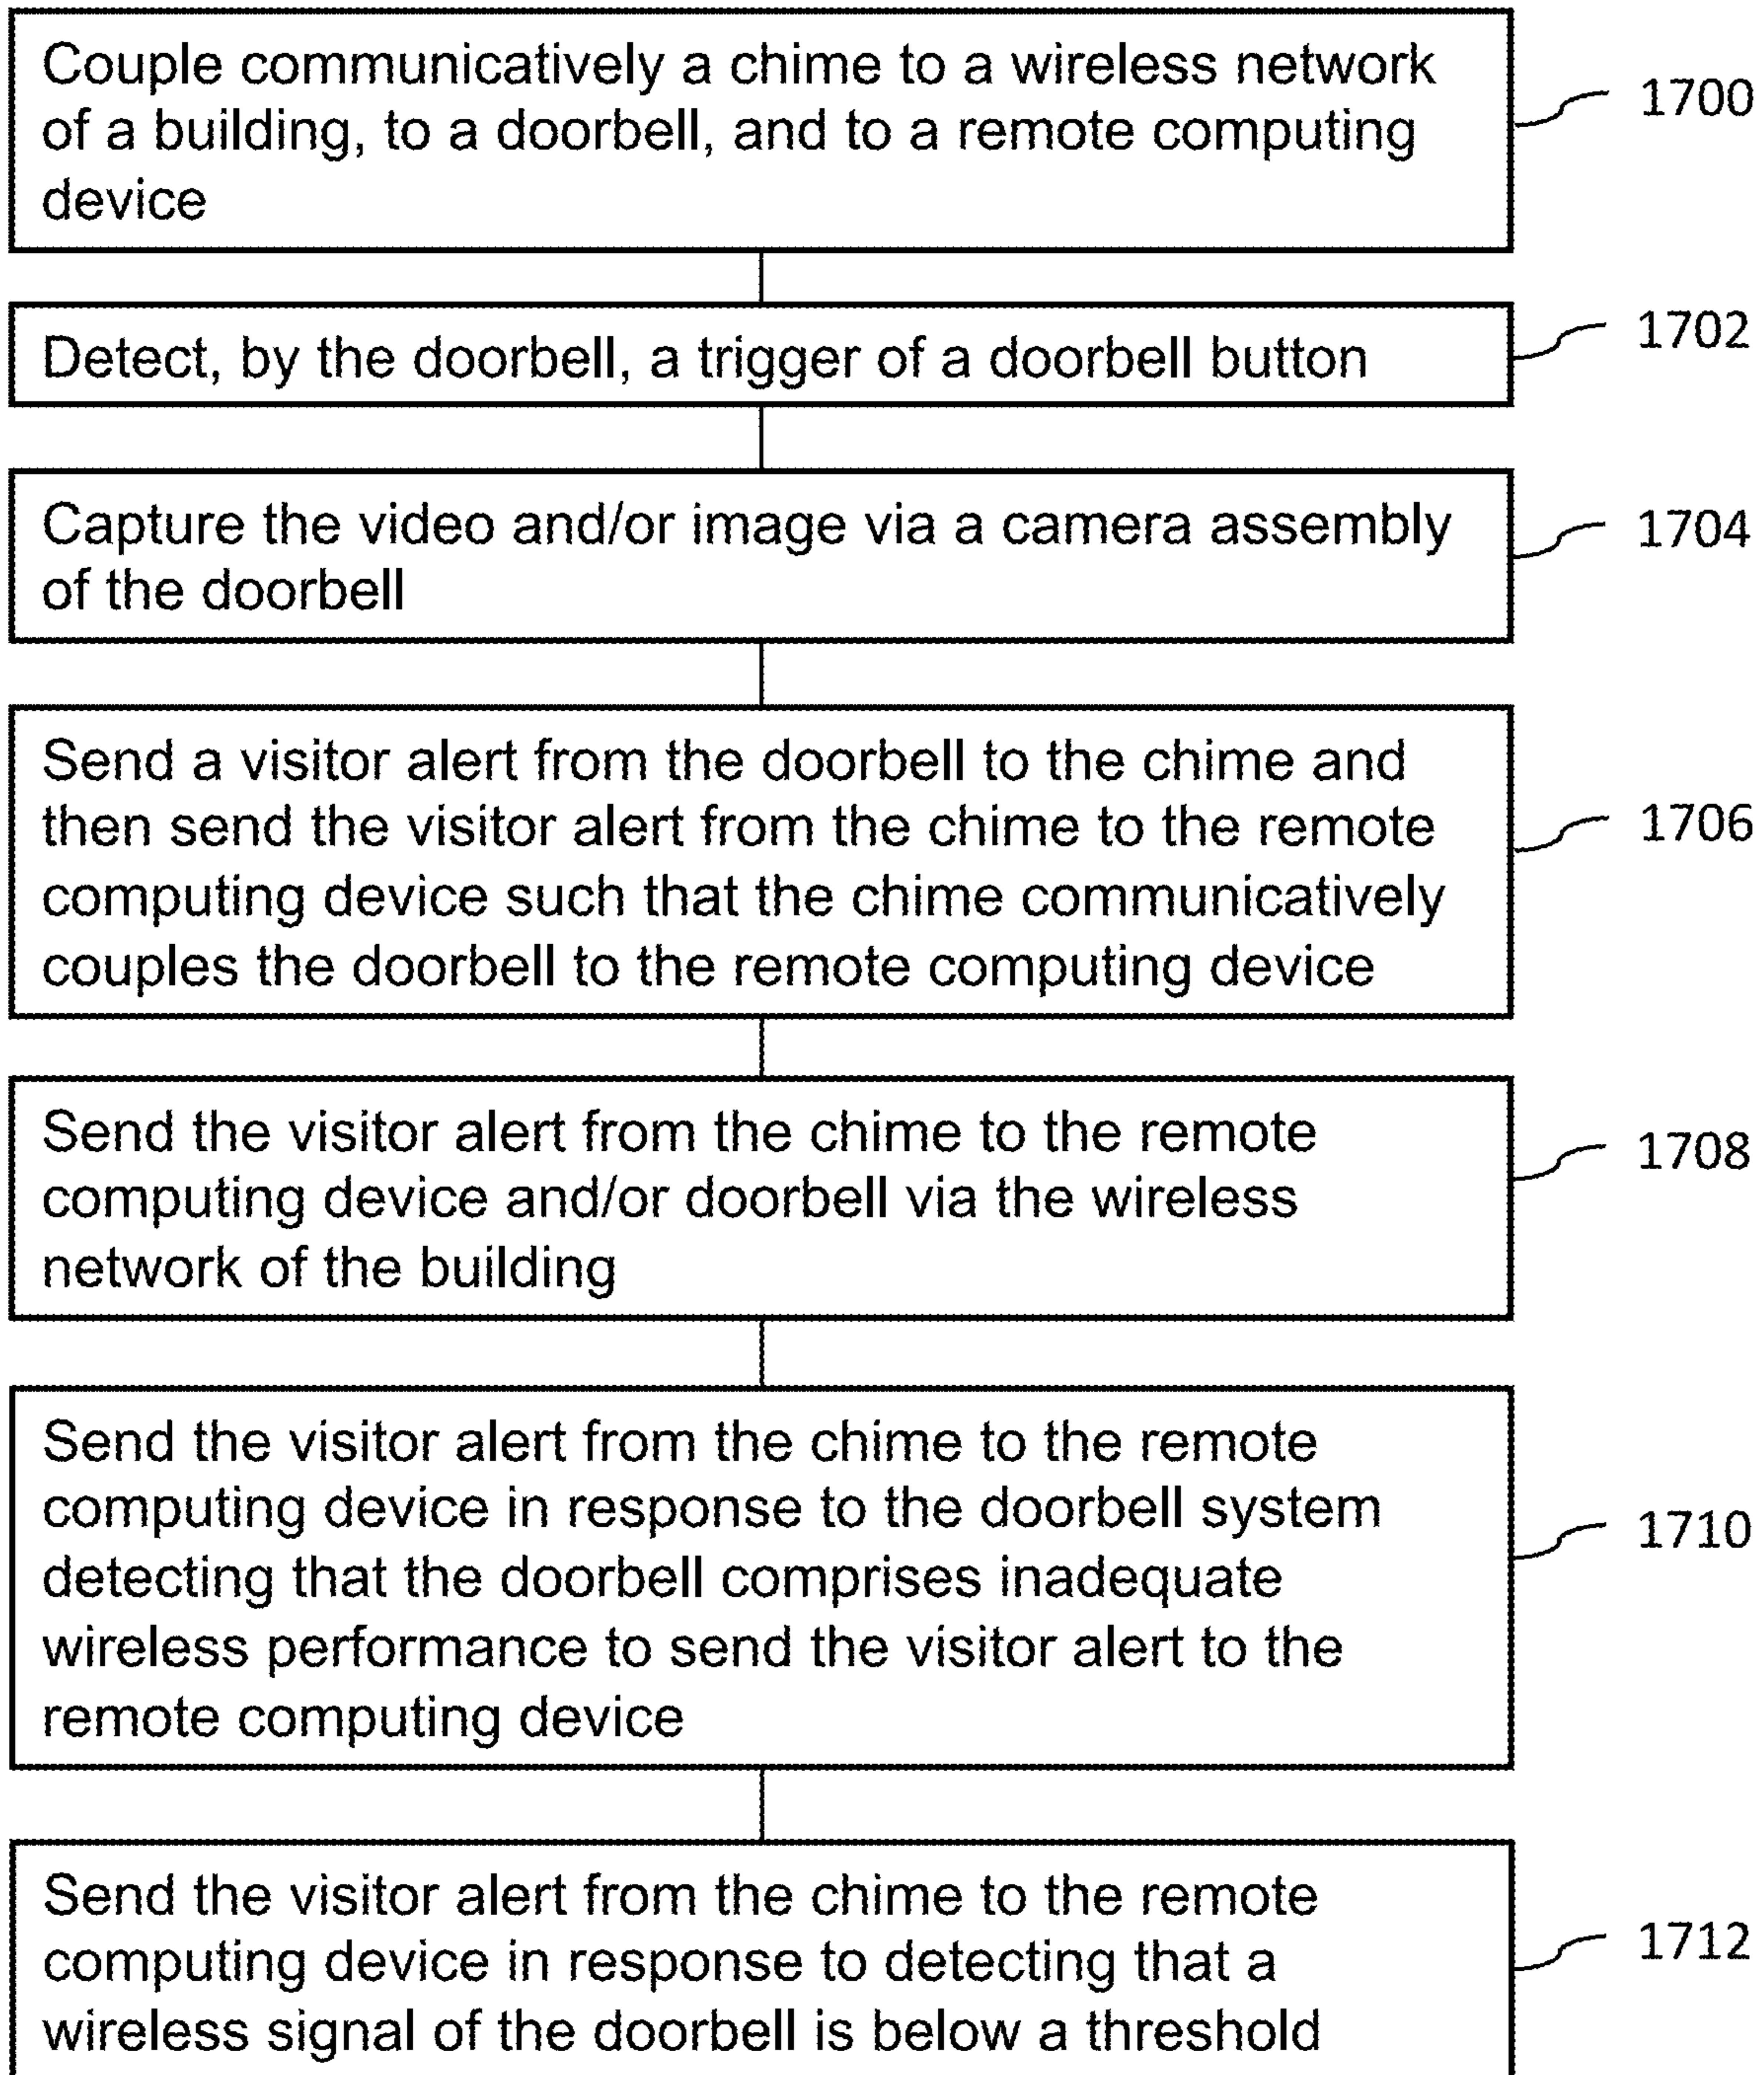 Couple communicatively a chime to a wireless network
of a building, to a doorbell, and to a remote computing
device
1700
Detect, by the doorbell, a trigger of a doorbell button
1702
Capture the video and/or image via a camera assembly
of the doorbell
1704
Send a visitor alert from the doorbell to the chime and
then send the visitor alert from the chime to the remote
computing device such that the chime communicatively
couples the doorbell to the remote computing device
1706
Send the visitor alert from the chime to the remote
computing device and/or doorbell via the wireless
network of the building
1708
Send the visitor alert from the chime to the remote
computing device in response to the doorbell system
detecting that the doorbell comprises inadequate
wireless performance to send the visitor alert to the
remote computing device
1710
Send the visitor alert from the chime to the remote
computing device in response to detecting that a
wireless signal of the doorbell is below a threshold
1712